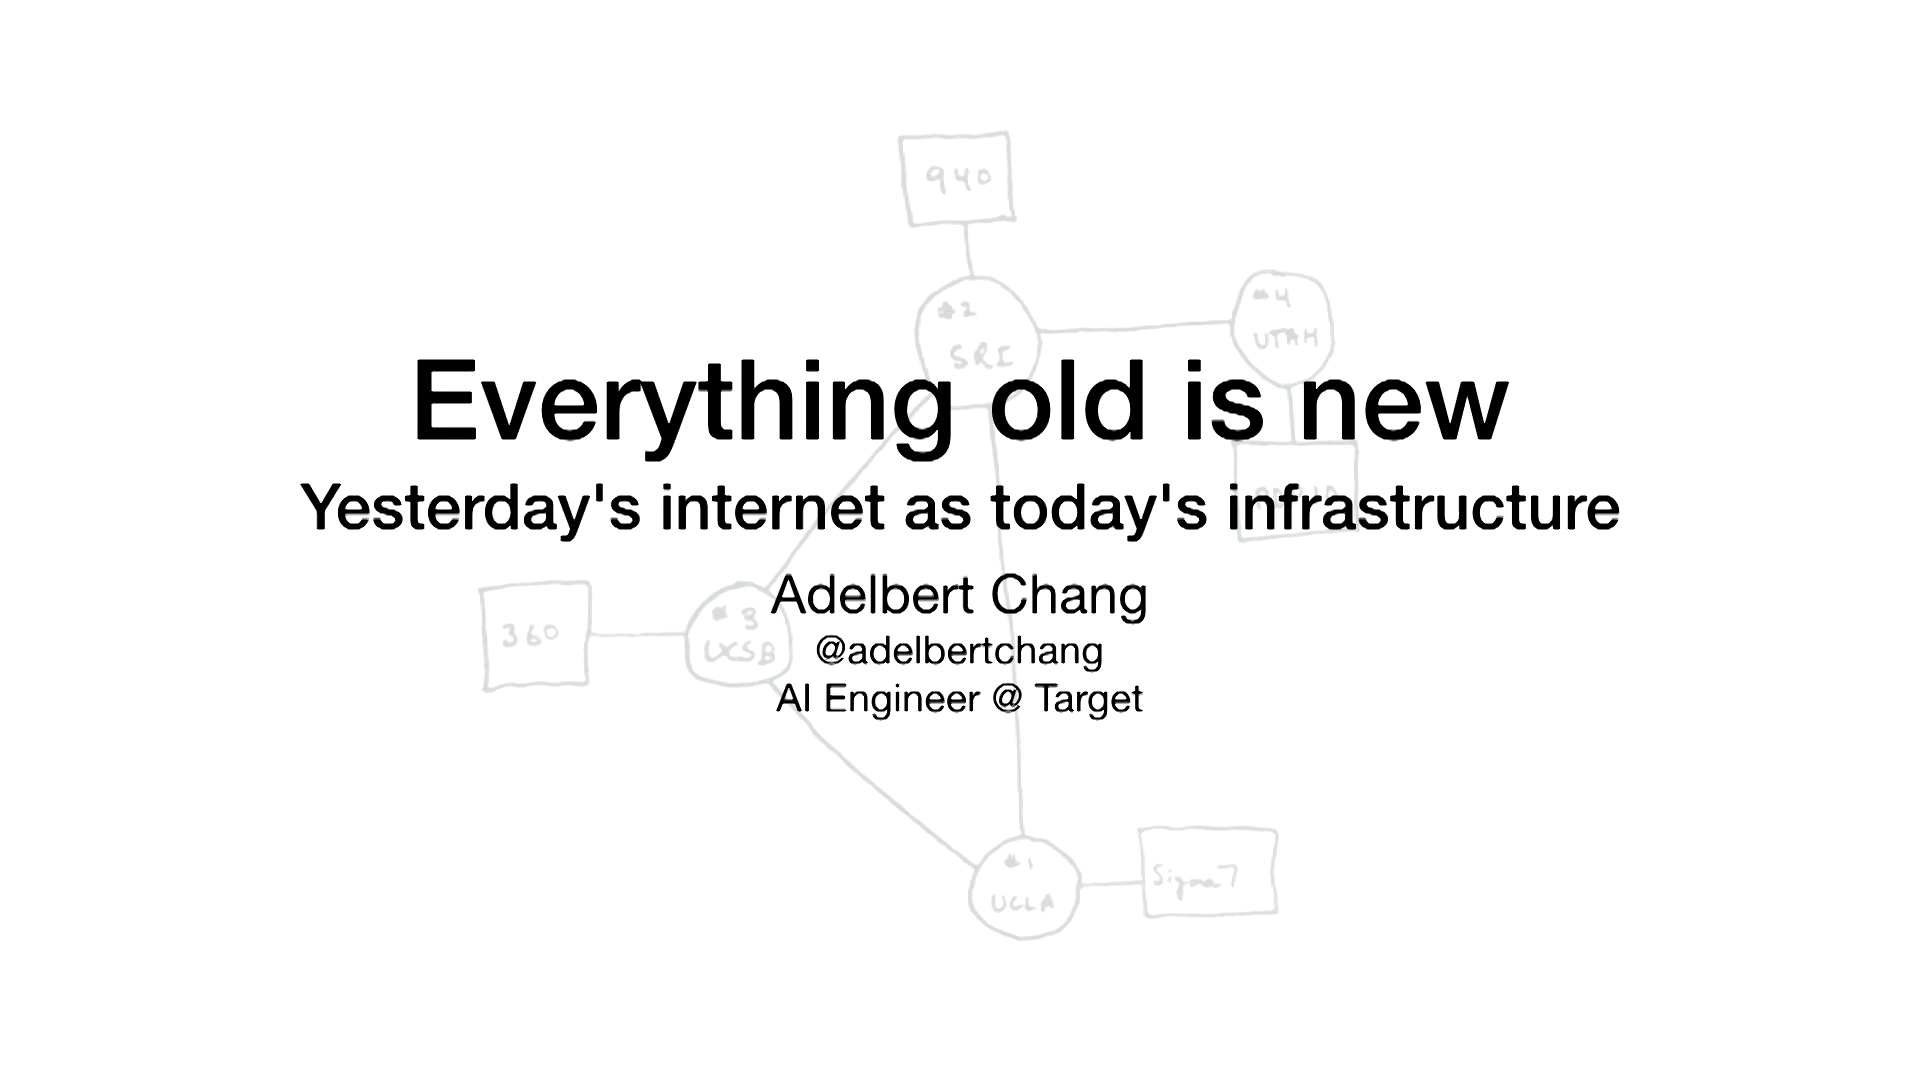 940
#2
SRI
#4
UTAH
Everything old is new
Yesterday's internet as today's infrastructure
Adelbert Chang
@adelbertchang
AI Engineer @ Target
360
#3
UCSB
#1
UCLA
Sigma7